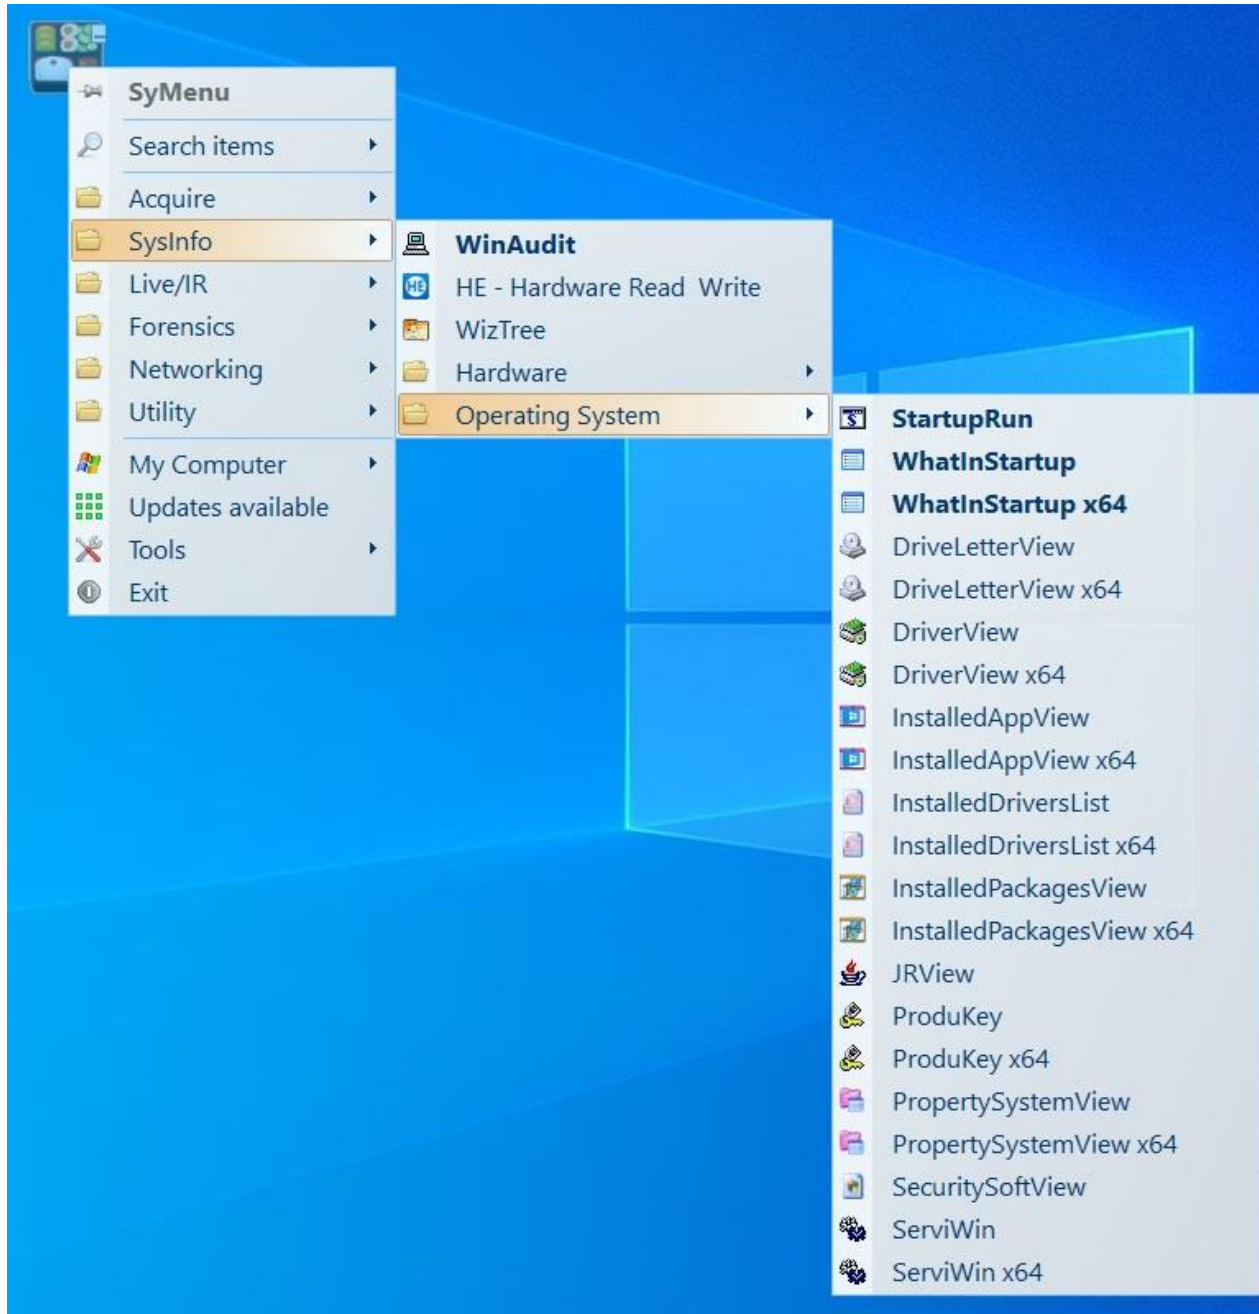 SyMenu
Search items
Acquire
SysInfo
Live/IR
Forensics
Networking
Utility
My Computer
Updates available
Tools
Exit
WinAudit
HE
HE - Hardware Read  Write
WizTree
Hardware
Operating System
StartupRun
WhatInStartup
WhatInStartup x64
DriveLetterView
DriveLetterView x64
DriverView
DriverView x64
InstalledAppView
InstalledAppView x64
InstalledDriversList
InstalledDriversList x64
InstalledPackagesView
InstalledPackagesView x64
JRView
ProduKey
ProduKey x64
PropertySystemView
PropertySystemView x64
SecuritySoftView
ServiWin
ServiWin x64